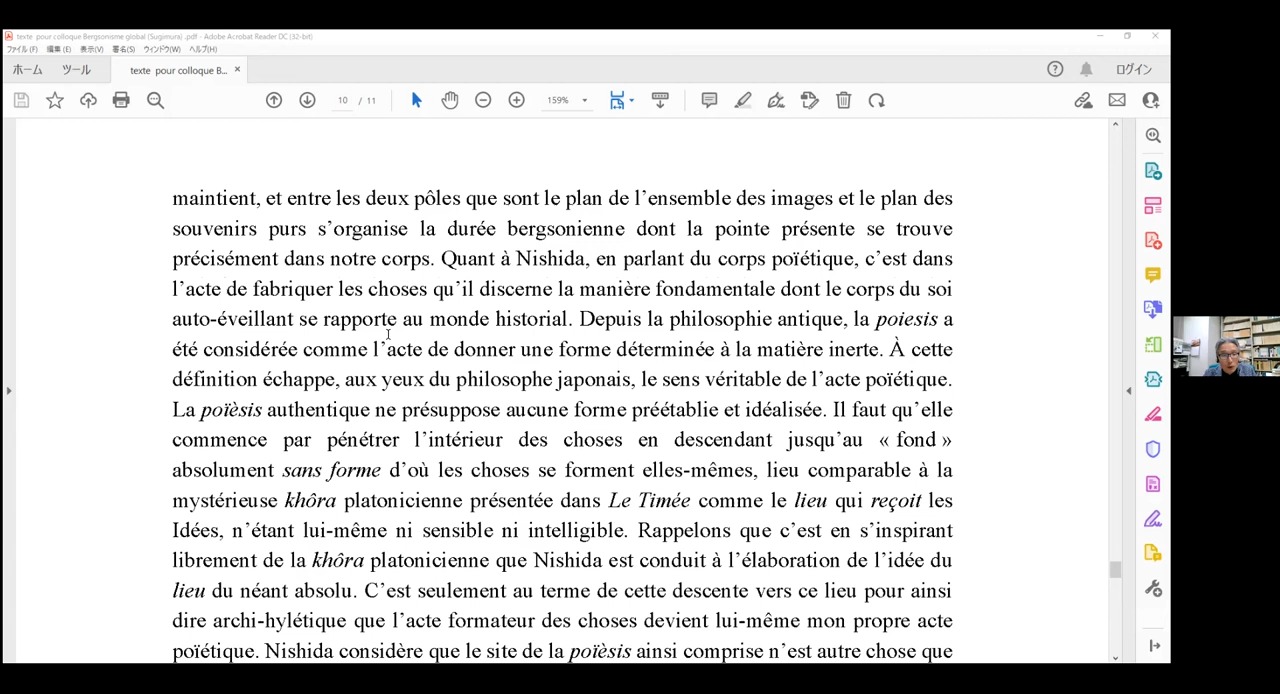 texte pour colloque Bergsonisme global (Sugimura) .pdf - Adobe Acrobat Reader DC (32-bit)
ファイル(F) 編集(E) 表示(V) 署名(S) ウィンドウ(W) ヘルプ(H)
ホーム ツール texte pour colloque B... × ログイン
10 / 11 159%
maintient, et entre les deux pôles que sont le plan de l’ensemble des images et le plan des
souvenirs purs s’organise la durée bergsonienne dont la pointe présente se trouve
précisément dans notre corps. Quant à Nishida, en parlant du corps poïétique, c’est dans
l’acte de fabriquer les choses qu’il discerne la manière fondamentale dont le corps du soi
auto-éveillant se rapporte au monde historial. Depuis la philosophie antique, la poiesis a
été considérée comme l’acte de donner une forme déterminée à la matière inerte. À cette
définition échappe, aux yeux du philosophe japonais, le sens véritable de l’acte poïétique.
La poïèsis authentique ne présuppose aucune forme préétablie et idéalisée. Il faut qu’elle
commence par pénétrer l’intérieur des choses en descendant jusqu’au « fond »
absolument sans forme d’où les choses se forment elles-mêmes, lieu comparable à la
mystérieuse khôra platonicienne présentée dans Le Timée comme le lieu qui reçoit les
Idées, n’étant lui-même ni sensible ni intelligible. Rappelons que c’est en s’inspirant
librement de la khôra platonicienne que Nishida est conduit à l’élaboration de l’idée du
lieu du néant absolu. C’est seulement au terme de cette descente vers ce lieu pour ainsi
dire archi-hylétique que l’acte formateur des choses devient lui-même mon propre acte
poïétique. Nishida considère que le site de la poïèsis ainsi comprise n’est autre chose que